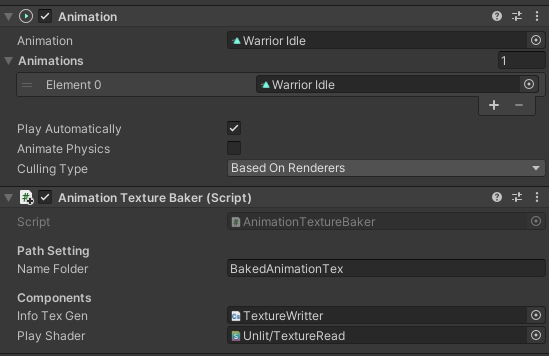 Animation
Animation Warrior Idle
Animations 1
Element 0 Warrior Idle
Play Automatically
Animate Physics
Culling Type Based On Renderers
Animation Texture Baker (Script)
Script AnimationTextureBaker
Path Setting
Name Folder BakedAnimationTex
Components
Info Tex Gen TextureWritter
Play Shader Unlit/TextureRead